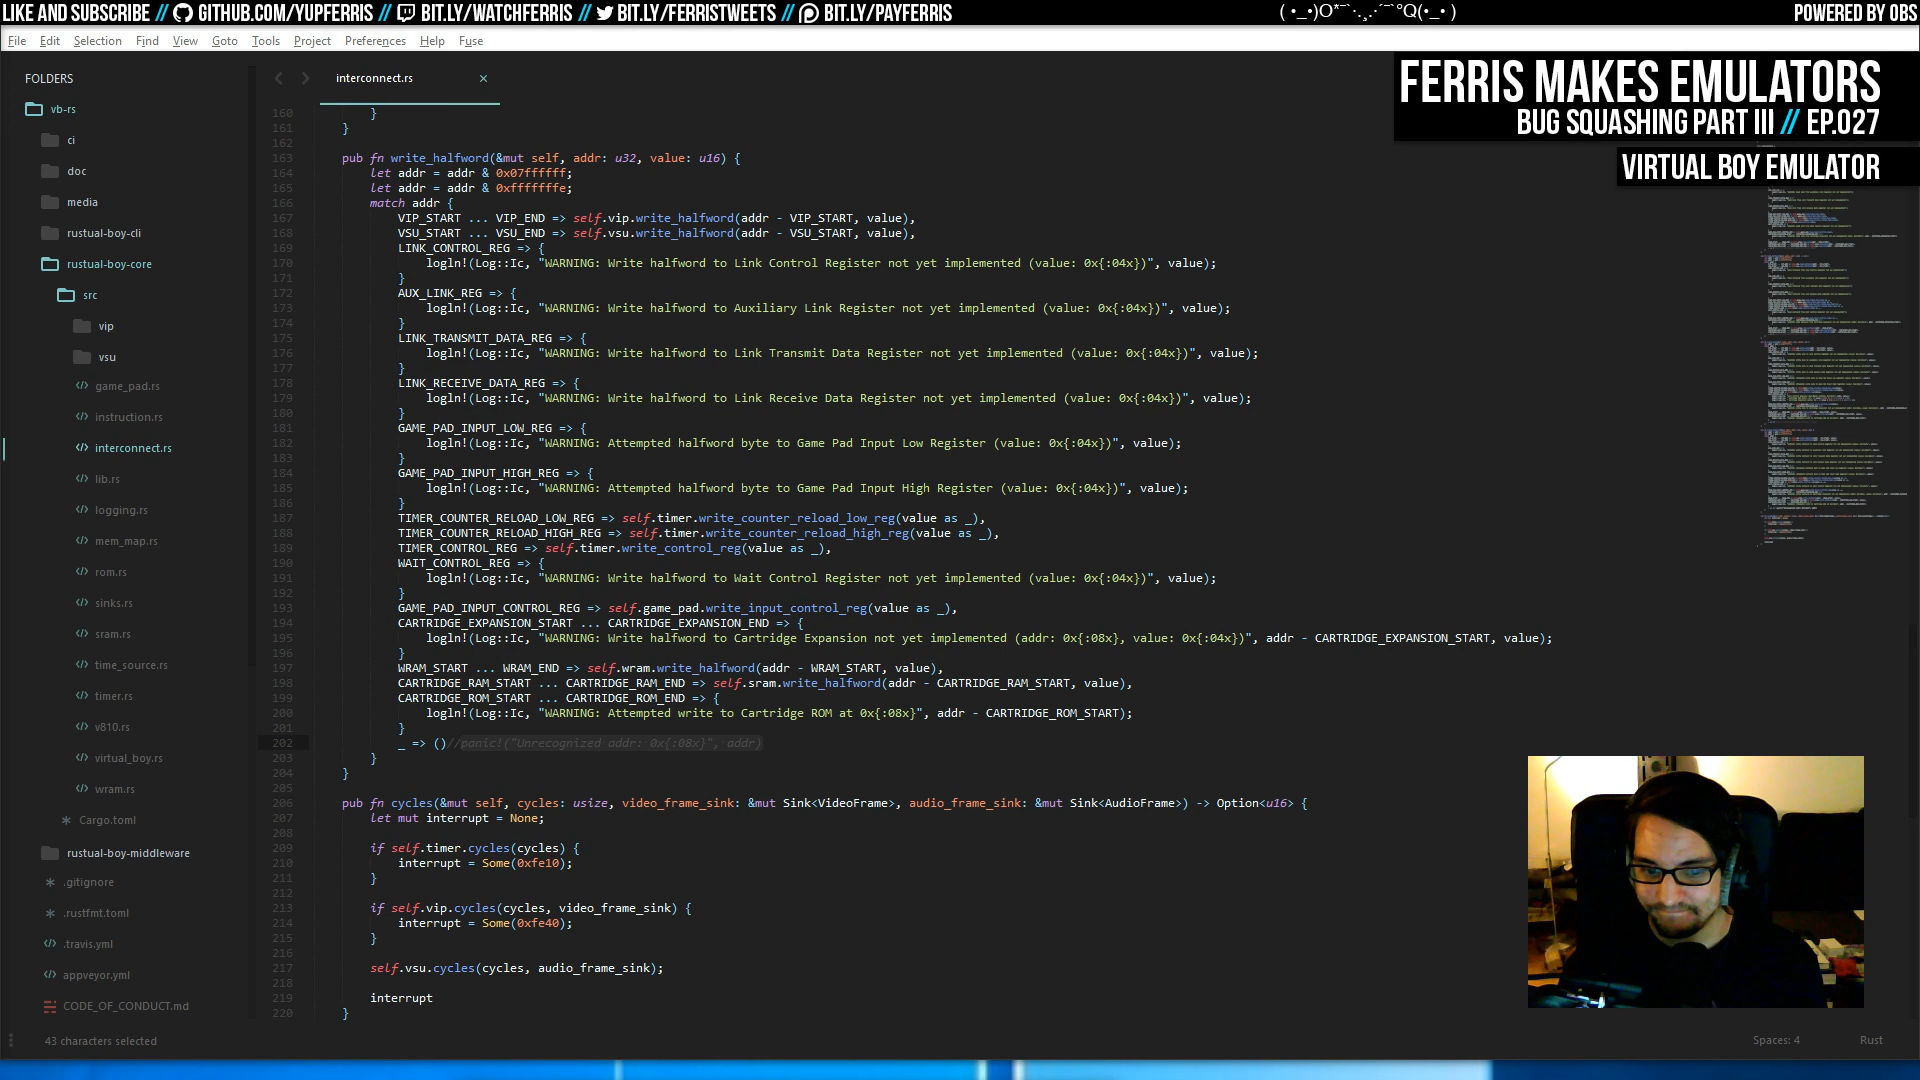 LIKE AND SUBSCRIBE // GITHUB.COM/YUPFERRIS // BIT.LY/WATCHFERRIS // BIT.LY/FERRISTWEETS // BIT.LY/PAYFERRIS
( •_•)O*¯`·.¸.·´¯`°Q(•_• )
POWERED BY OBS
File Edit Selection Find View Goto Tools Project Preferences Help Fuse
FERRIS MAKES EMULATORS
BUG SQUASHING PART III // EP.027
VIRTUAL BOY EMULATOR
FOLDERS
vb-rs
ci
doc
media
rustual-boy-cli
rustual-boy-core
src
vip
vsu
game_pad.rs
instruction.rs
interconnect.rs
lib.rs
logging.rs
mem_map.rs
rom.rs
sinks.rs
sram.rs
time_source.rs
timer.rs
v810.rs
virtual_boy.rs
wram.rs
Cargo.toml
rustual-boy-middleware
.gitignore
.rustfmt.toml
.travis.yml
appveyor.yml
CODE_OF_CONDUCT.md
interconnect.rs ×
160 }
161 }
162
163 pub fn write_halfword(&mut self, addr: u32, value: u16) {
164 let addr = addr & 0x07ffffff;
165 let addr = addr & 0xfffffffe;
166 match addr {
167 VIP_START ... VIP_END => self.vip.write_halfword(addr - VIP_START, value),
168 VSU_START ... VSU_END => self.vsu.write_halfword(addr - VSU_START, value),
169 LINK_CONTROL_REG => {
170 logln!(Log::Ic, "WARNING: Write halfword to Link Control Register not yet implemented (value: 0x{:04x})", value);
171 }
172 AUX_LINK_REG => {
173 logln!(Log::Ic, "WARNING: Write halfword to Auxiliary Link Register not yet implemented (value: 0x{:04x})", value);
174 }
175 LINK_TRANSMIT_DATA_REG => {
176 logln!(Log::Ic, "WARNING: Write halfword to Link Transmit Data Register not yet implemented (value: 0x{:04x})", value);
177 }
178 LINK_RECEIVE_DATA_REG => {
179 logln!(Log::Ic, "WARNING: Write halfword to Link Receive Data Register not yet implemented (value: 0x{:04x})", value);
180 }
181 GAME_PAD_INPUT_LOW_REG => {
182 logln!(Log::Ic, "WARNING: Attempted halfword byte to Game Pad Input Low Register (value: 0x{:04x})", value);
183 }
184 GAME_PAD_INPUT_HIGH_REG => {
185 logln!(Log::Ic, "WARNING: Attempted halfword byte to Game Pad Input High Register (value: 0x{:04x})", value);
186 }
187 TIMER_COUNTER_RELOAD_LOW_REG => self.timer.write_counter_reload_low_reg(value as _),
188 TIMER_COUNTER_RELOAD_HIGH_REG => self.timer.write_counter_reload_high_reg(value as _),
189 TIMER_CONTROL_REG => self.timer.write_control_reg(value as _),
190 WAIT_CONTROL_REG => {
191 logln!(Log::Ic, "WARNING: Write halfword to Wait Control Register not yet implemented (value: 0x{:04x})", value);
192 }
193 GAME_PAD_INPUT_CONTROL_REG => self.game_pad.write_input_control_reg(value as _),
194 CARTRIDGE_EXPANSION_START ... CARTRIDGE_EXPANSION_END => {
195 logln!(Log::Ic, "WARNING: Write halfword to Cartridge Expansion not yet implemented (addr: 0x{:08x}, value: 0x{:04x})", addr - CARTRIDGE_EXPANSION_START, value);
196 }
197 WRAM_START ... WRAM_END => self.wram.write_halfword(addr - WRAM_START, value),
198 CARTRIDGE_RAM_START ... CARTRIDGE_RAM_END => self.sram.write_halfword(addr - CARTRIDGE_RAM_START, value),
199 CARTRIDGE_ROM_START ... CARTRIDGE_ROM_END => {
200 logln!(Log::Ic, "WARNING: Attempted write to Cartridge ROM at 0x{:08x}", addr - CARTRIDGE_ROM_START);
201 }
202 _ => ()//panic!("Unrecognized addr: 0x{:08x}", addr)
203 }
204 }
205
206 pub fn cycles(&mut self, cycles: usize, video_frame_sink: &mut Sink<VideoFrame>, audio_frame_sink: &mut Sink<AudioFrame>) -> Option<u16> {
207 let mut interrupt = None;
208
209 if self.timer.cycles(cycles) {
210 interrupt = Some(0xfe10);
211 }
212
213 if self.vip.cycles(cycles, video_frame_sink) {
214 interrupt = Some(0xfe40);
215 }
216
217 self.vsu.cycles(cycles, audio_frame_sink);
218
219 interrupt
220 }
43 characters selected
Spaces: 4
Rust